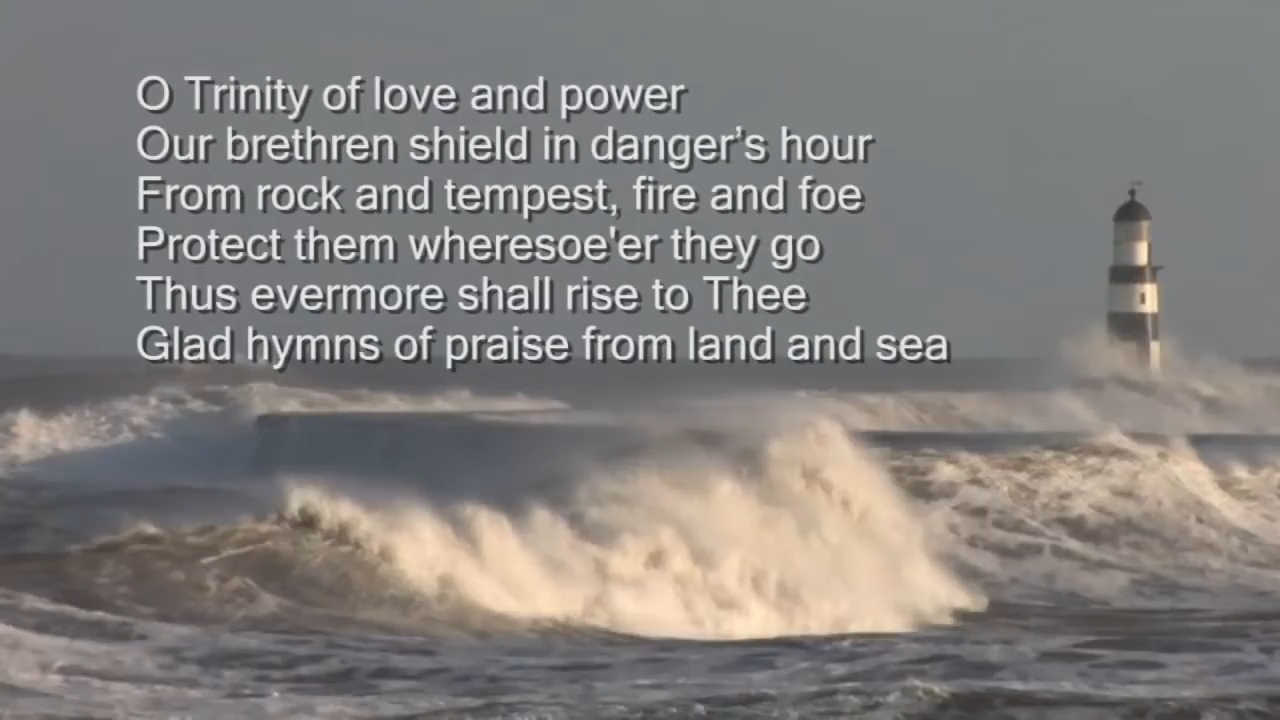 O Trinity of love and power
Our brethren shield in danger’s hour
From rock and tempest, fire and foe
Protect them wheresoe'er they go
Thus evermore shall rise to Thee
Glad hymns of praise from land and sea